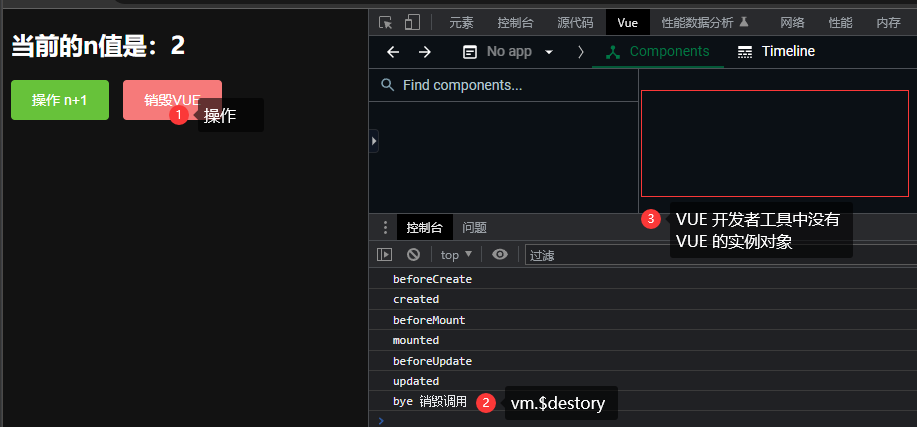 当前的n值是：2
操作 n+1
销毁VUE
1
操作
元素
控制台
源代码
Vue
性能数据分析
网络
性能
内存
No app
Components
Timeline
Find components...
3
VUE 开发者工具中没有
VUE 的实例对象
控制台
问题
top
过滤
beforeCreate
created
beforeMount
mounted
beforeUpdate
updated
bye 销毁调用
2
vm.$destory